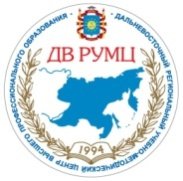 ДАЛЬНЕВОСТОЧНЫЙ РЕГИОНАЛЬНЫЙ УЧЕБНО-МЕТОДИЧЕСКИЙ ЦЕНТР ВЫСШЕГО ПРОФЕССИОНАЛЬНОГО ОБРАЗОВАНИЯ
ДВ РУМЦ
1994